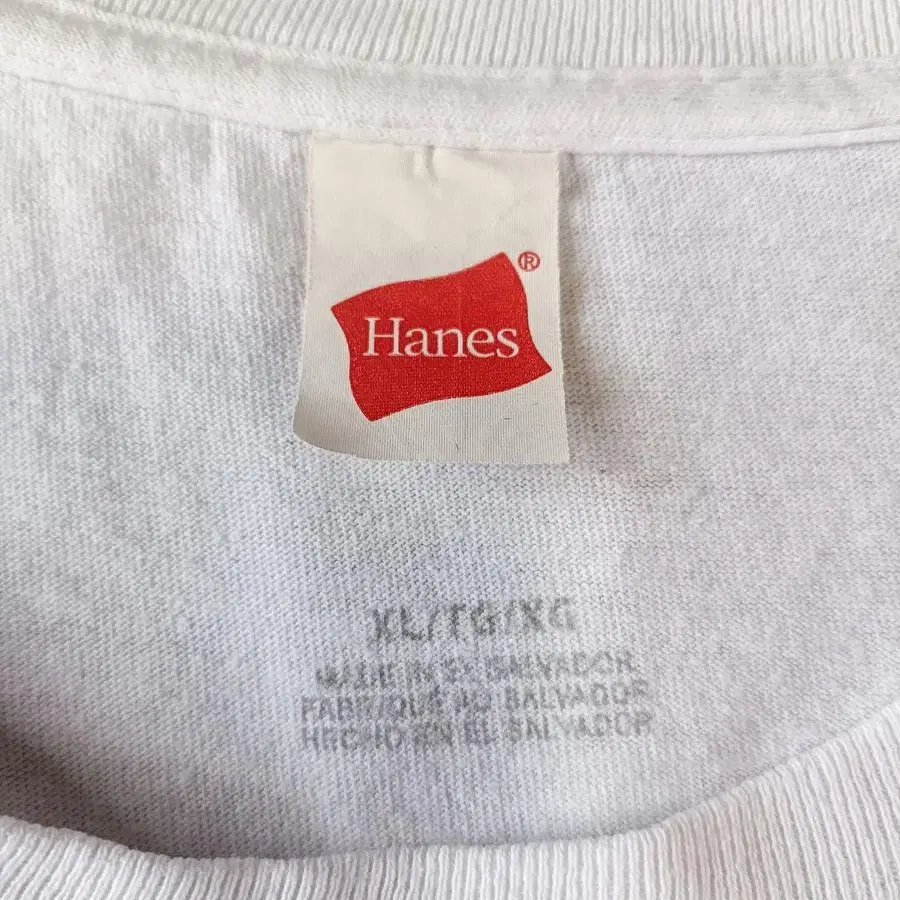 Hanes®
XL/TG/XG
MADE IN EL SALVADOR
FABRIQUÉ AU SALVADOR
HECHO EN EL SALVADOR